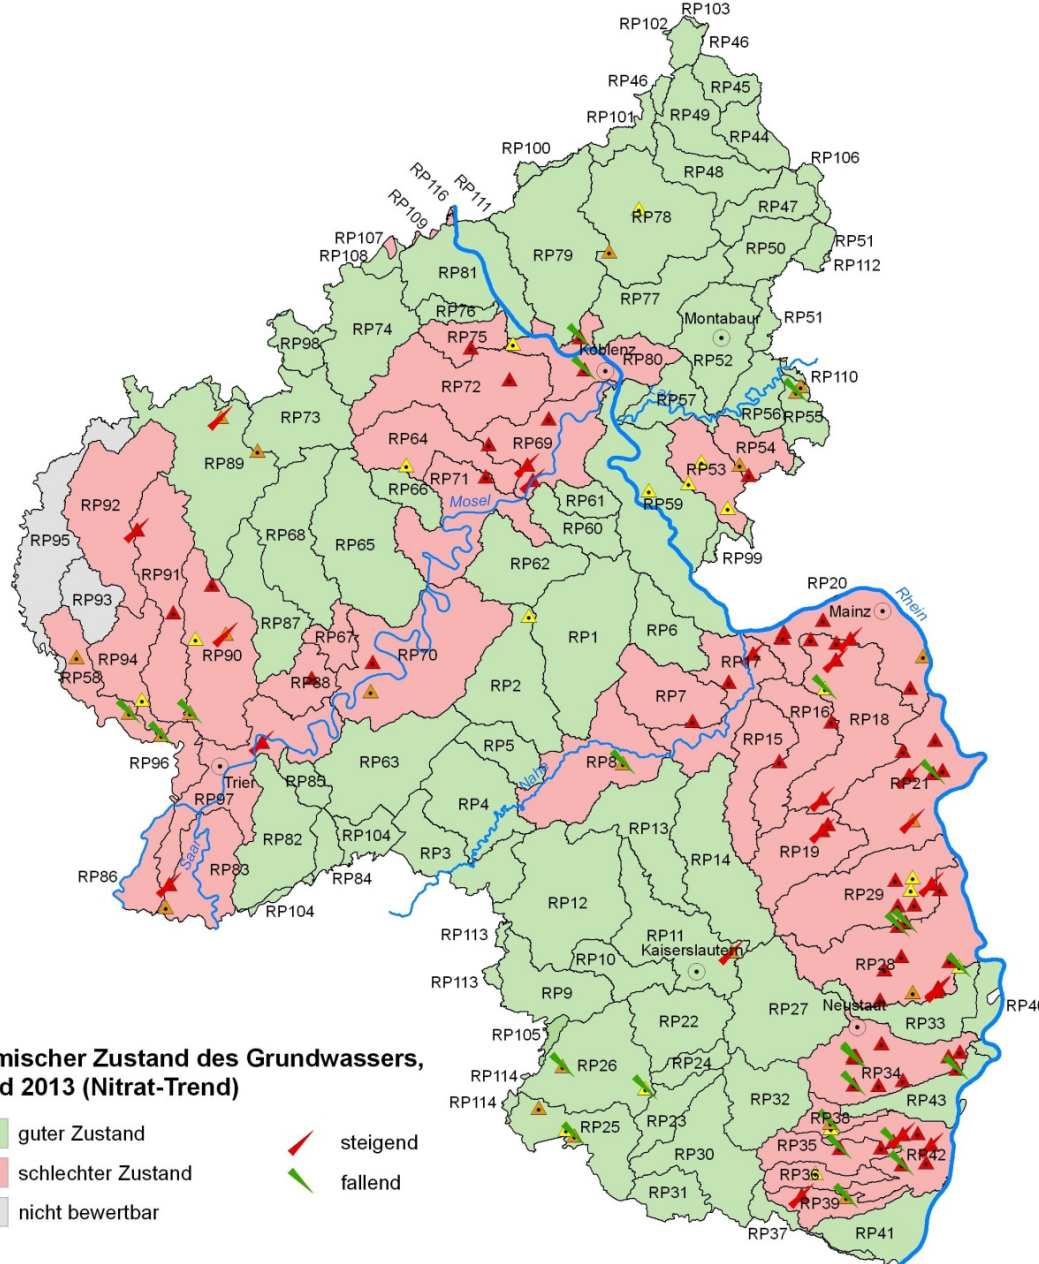 RP103
RP102
RP46
RP46
RP45
RP49
RP101
RP44
RP100
RP106
RP116
RP111
RP48
RP109
RP47
RP78
RP107
RP50
RP51
RP108
RP79
RP112
RP81
RP77
RP76
Montabaur
RP51
RP74
RP75
RP98
Koblenz
RP80
RP52
RP110
RP72
RP57
RP73
RP56
RP55
RP64
RP69
RP54
RP89
RP53
RP71
RP66
Mosel
RP61
RP59
RP92
RP60
RP95
RP68
RP65
RP99
RP62
RP91
RP20
RP93
Rhein
Mainz
RP87
RP67
RP1
RP6
RP94
RP90
RP70
RP17
RP58
RP88
RP2
RP7
RP16
RP18
RP5
RP15
RP96
RP63
RP8
Nahe
Trier
RP85
RP21
RP97
RP4
RP104
RP13
RP82
RP3
RP14
RP19
Saar
RP83
RP86
RP84
RP29
RP104
RP12
RP113
RP11
Kaiserslautern
RP10
RP28
RP113
RP9
RP27
Neustadt
RP22
RP33
RP105
mischer Zustand des Grundwassers,
RP26
RP24
RP34
RP114
d 2013 (Nitrat-Trend)
RP114
RP32
RP43
RP23
RP38
RP25
guter Zustand
steigend
RP35
RP30
RP42
schlechter Zustand
RP36
fallend
RP31
RP39
nicht bewertbar
RP37
RP41